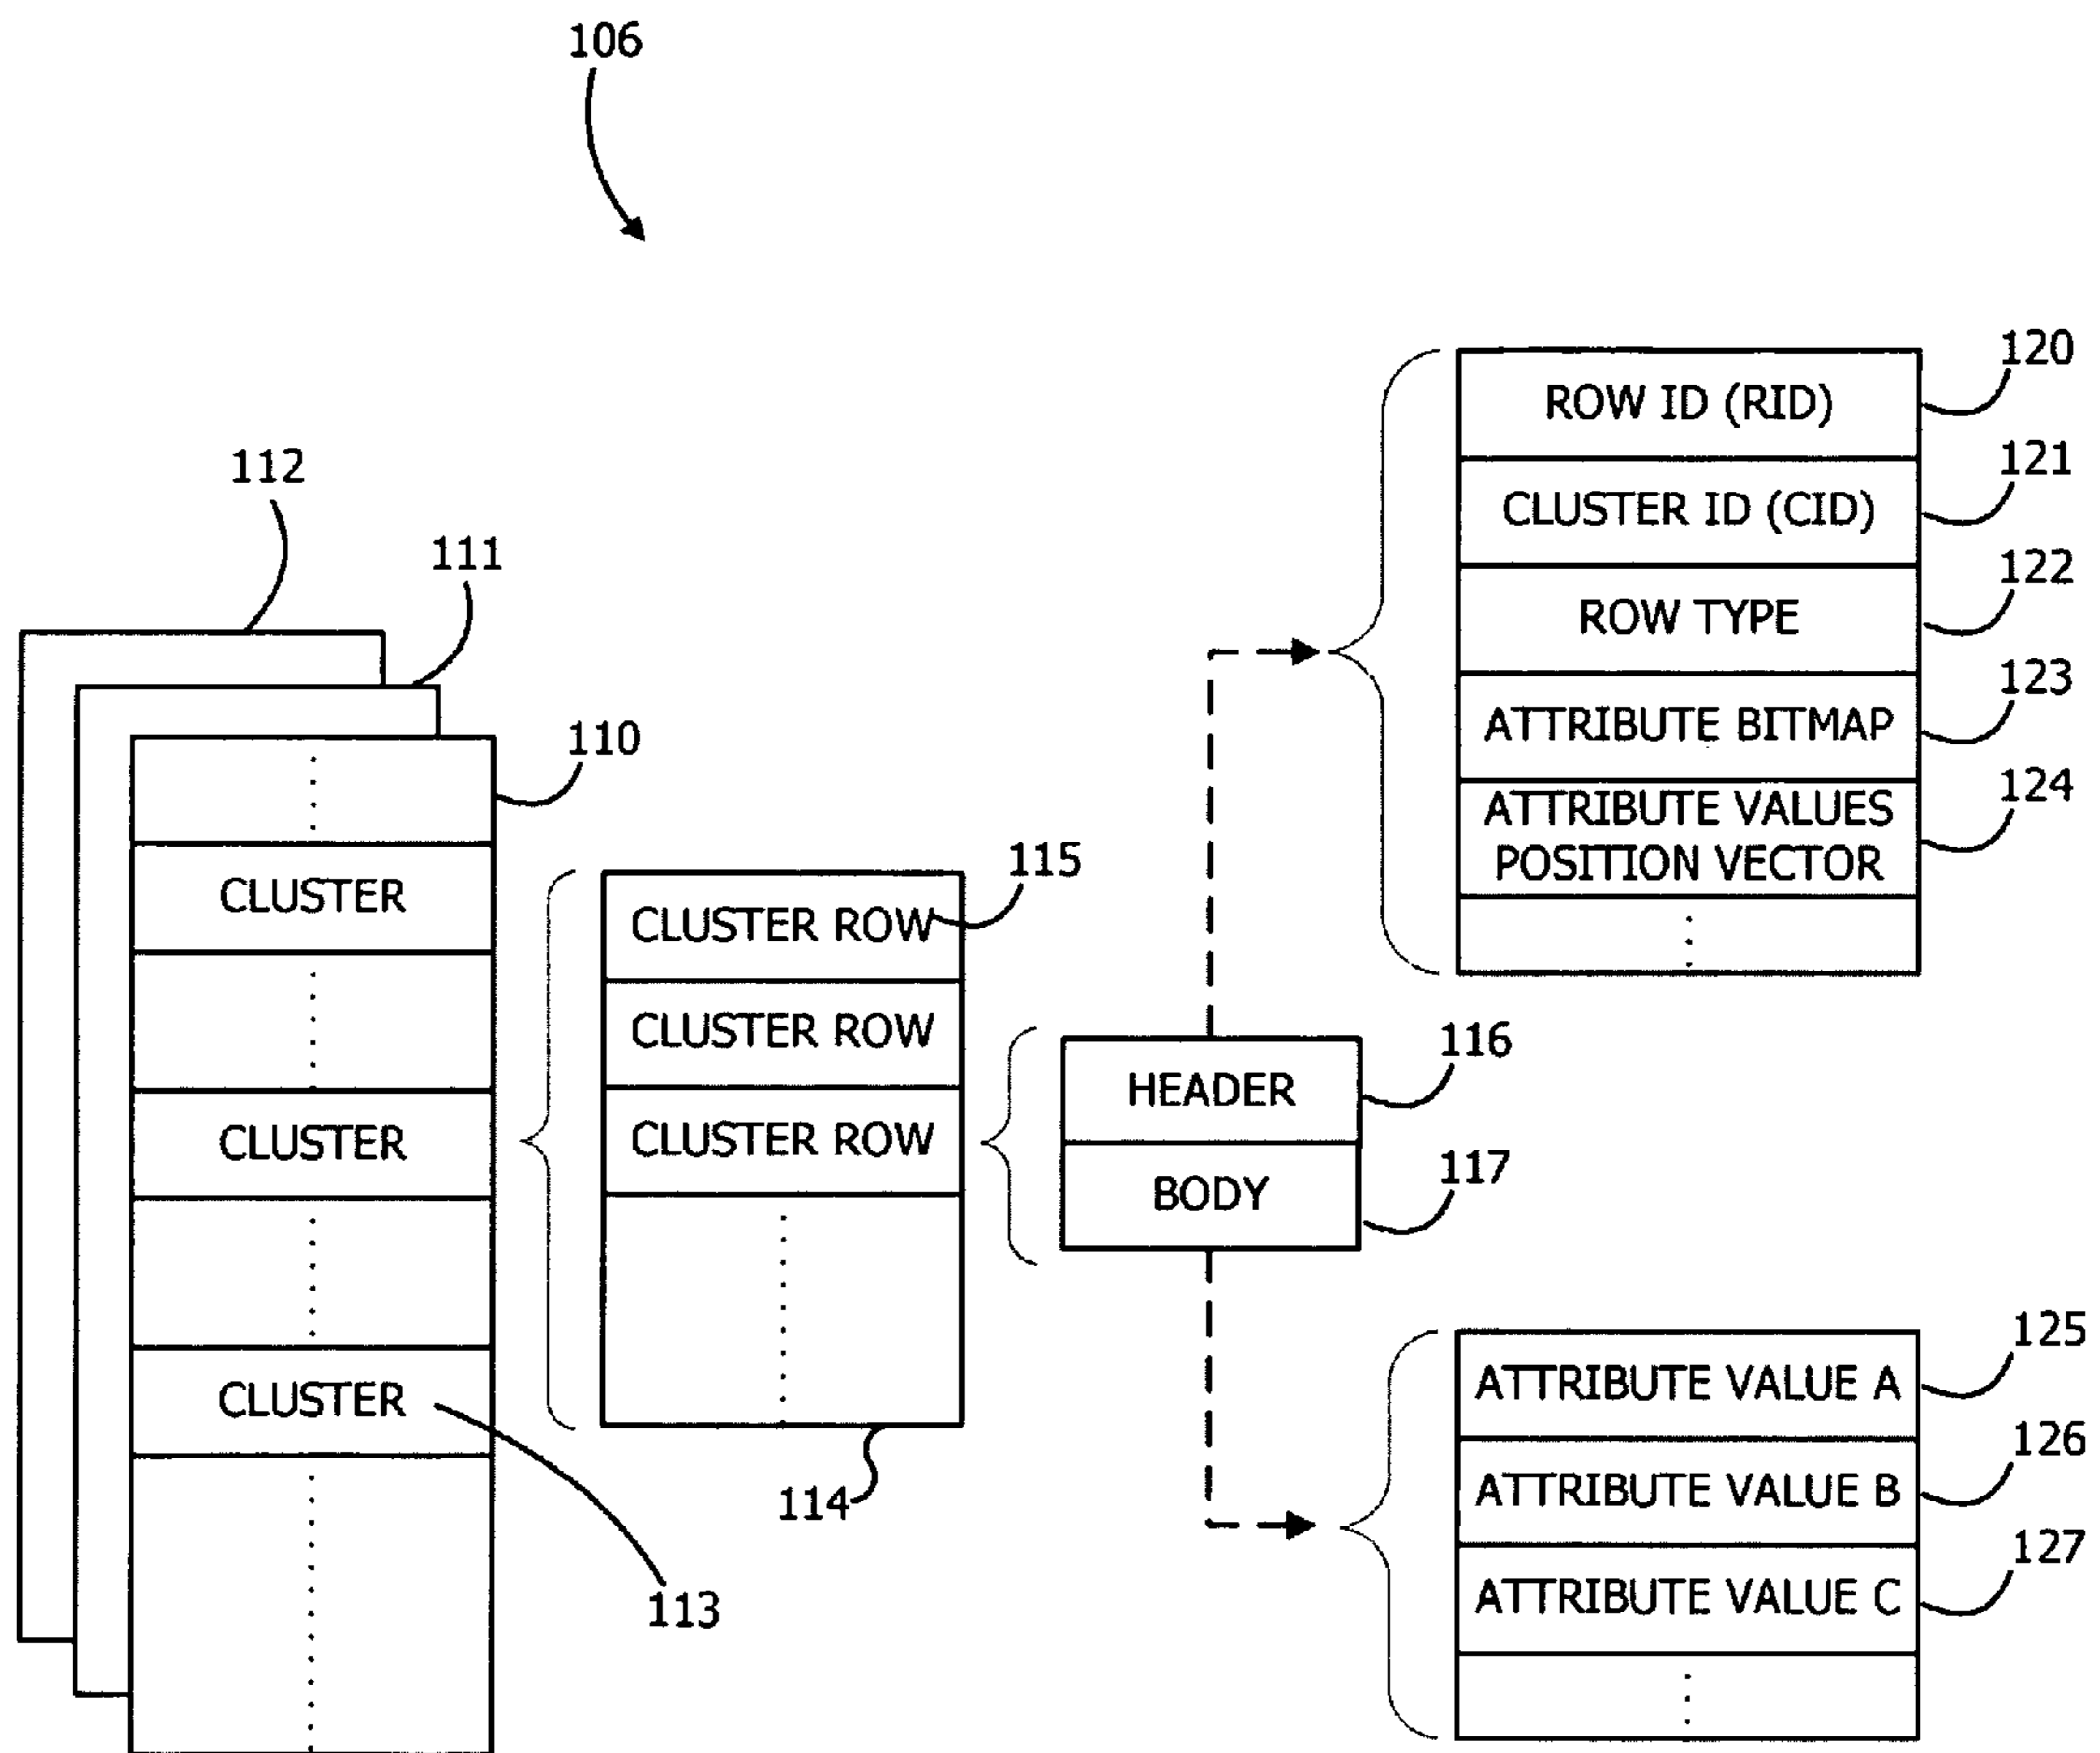 106
112
111
110
CLUSTER
CLUSTER
CLUSTER
113
CLUSTER ROW
CLUSTER ROW
CLUSTER ROW
115
114
HEADER
BODY
116
117
ROW ID (RID)
120
CLUSTER ID (CID)
121
ROW TYPE
122
ATTRIBUTE BITMAP
123
ATTRIBUTE VALUES
POSITION VECTOR
124
ATTRIBUTE VALUE A
125
ATTRIBUTE VALUE B
126
ATTRIBUTE VALUE C
127